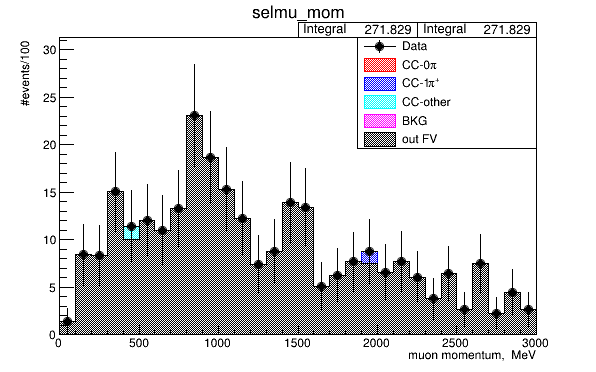 selmu_mom
Integral 271.829 Integral 271.829
Data
CC-0π
CC-1π⁺
CC-other
BKG
out FV
#events/100
30
25
20
15
10
5
0
0 500 1000 1500 2000 2500 3000
muon momentum, MeV